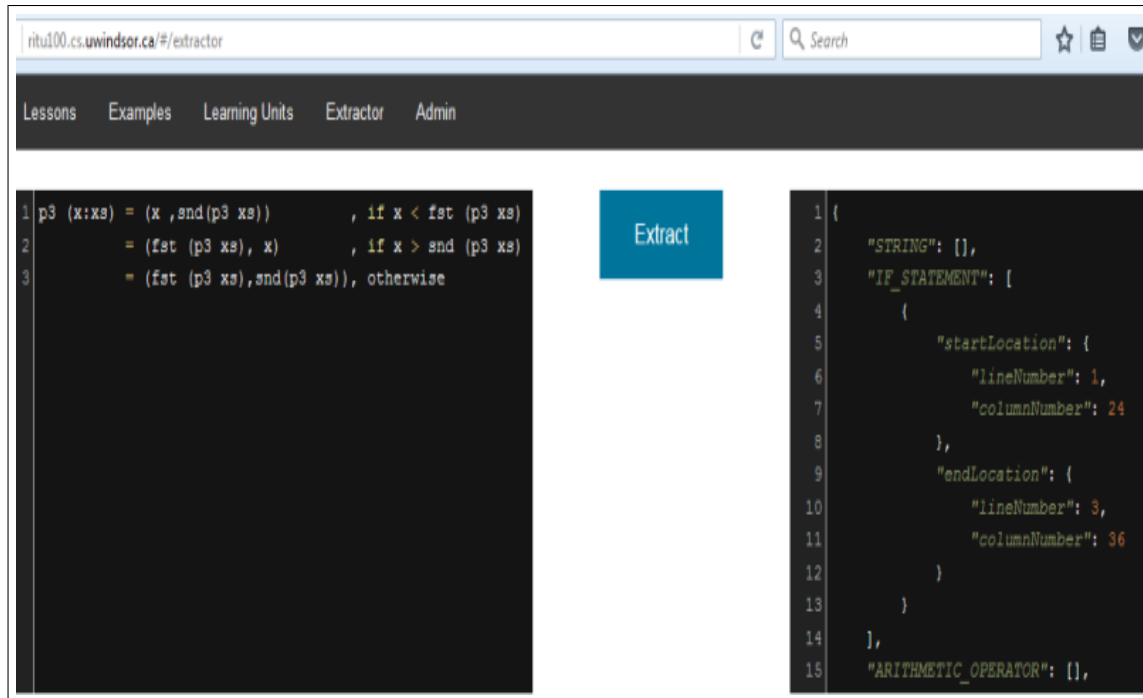 ritu100.cs.uwindsor.ca/#/extractor
Search
Lessons Examples Learning Units Extractor Admin
1 p3 (x:xs) = (x ,snd(p3 xs)) , if x < fst (p3 xs)
2 = (fst (p3 xs), x) , if x > snd (p3 xs)
3 = (fst (p3 xs),snd(p3 xs)), otherwise
Extract
1 {
2 "STRING": [],
3 "IF_STATEMENT": [
4 {
5 "startLocation": {
6 "lineNumber": 1,
7 "columnNumber": 24
8 },
9 "endLocation": {
10 "lineNumber": 3,
11 "columnNumber": 36
12 }
13 }
14 ],
15 "ARITHMETIC_OPERATOR": [],